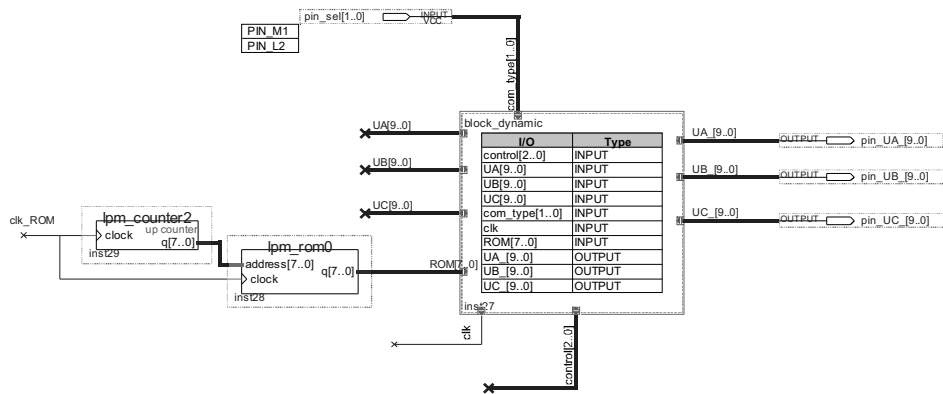 pin_sel[1..0]
INPUT
VCC
PIN_M1
PIN_L2
com_type[1..0]
block_dynamic
I/O Type
control[2..0] INPUT
UA[9..0] INPUT
UB[9..0] INPUT
UC[9..0] INPUT
com_type[1..0] INPUT
clk INPUT
ROM[7..0] INPUT
UA_[9..0] OUTPUT
UB_[9..0] OUTPUT
UC_[9..0] OUTPUT
inst27
UA[9..0]
UB[9..0]
UC[9..0]
ROM[7..0]
clk
control[2..0]
UA_[9..0]
OUTPUT
pin_UA_[9..0]
UB_[9..0]
OUTPUT
pin_UB_[9..0]
UC_[9..0]
OUTPUT
pin_UC_[9..0]
clk_ROM
lpm_counter2
up counter
clock
q[7..0]
inst29
lpm_rom0
address[7..0]
q[7..0]
clock
inst28